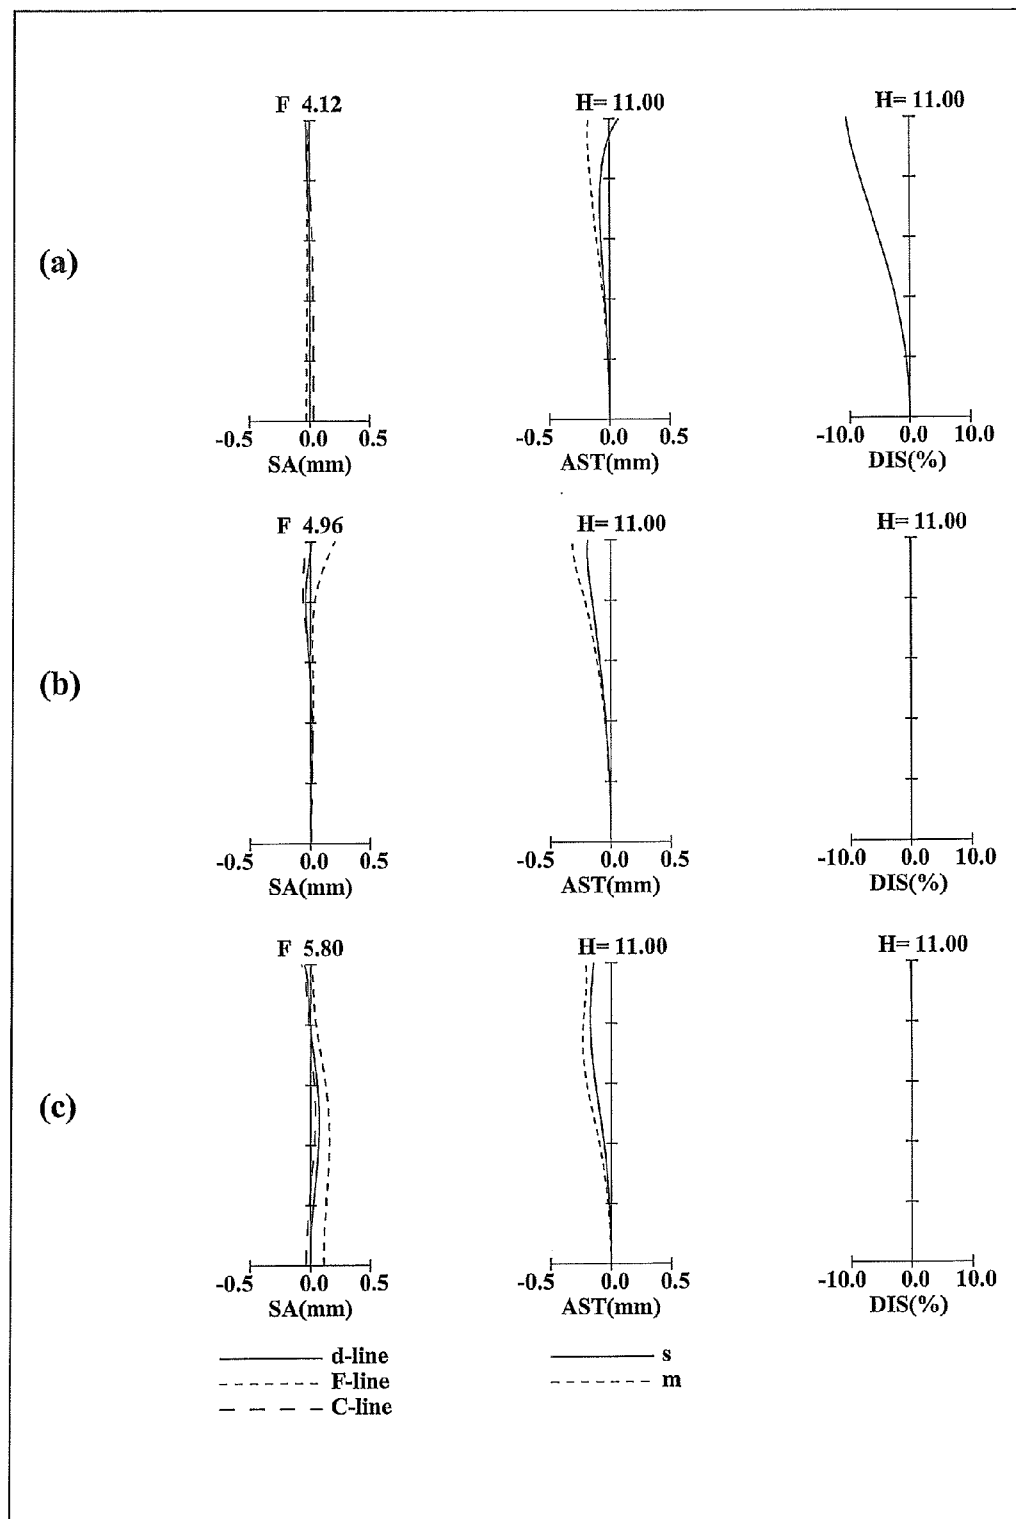 F 4.12
H= 11.00
H= 11.00
(a)
-0.5 0.0 0.5
SA(mm)
-0.5 0.0 0.5
AST(mm)
-10.0 0.0 10.0
DIS(%)
F 4.96
H= 11.00
H= 11.00
(b)
-0.5 0.0 0.5
SA(mm)
-0.5 0.0 0.5
AST(mm)
-10.0 0.0 10.0
DIS(%)
F 5.80
H= 11.00
H= 11.00
(c)
-0.5 0.0 0.5
SA(mm)
-0.5 0.0 0.5
AST(mm)
-10.0 0.0 10.0
DIS(%)
d-line
F-line
C-line
s
m